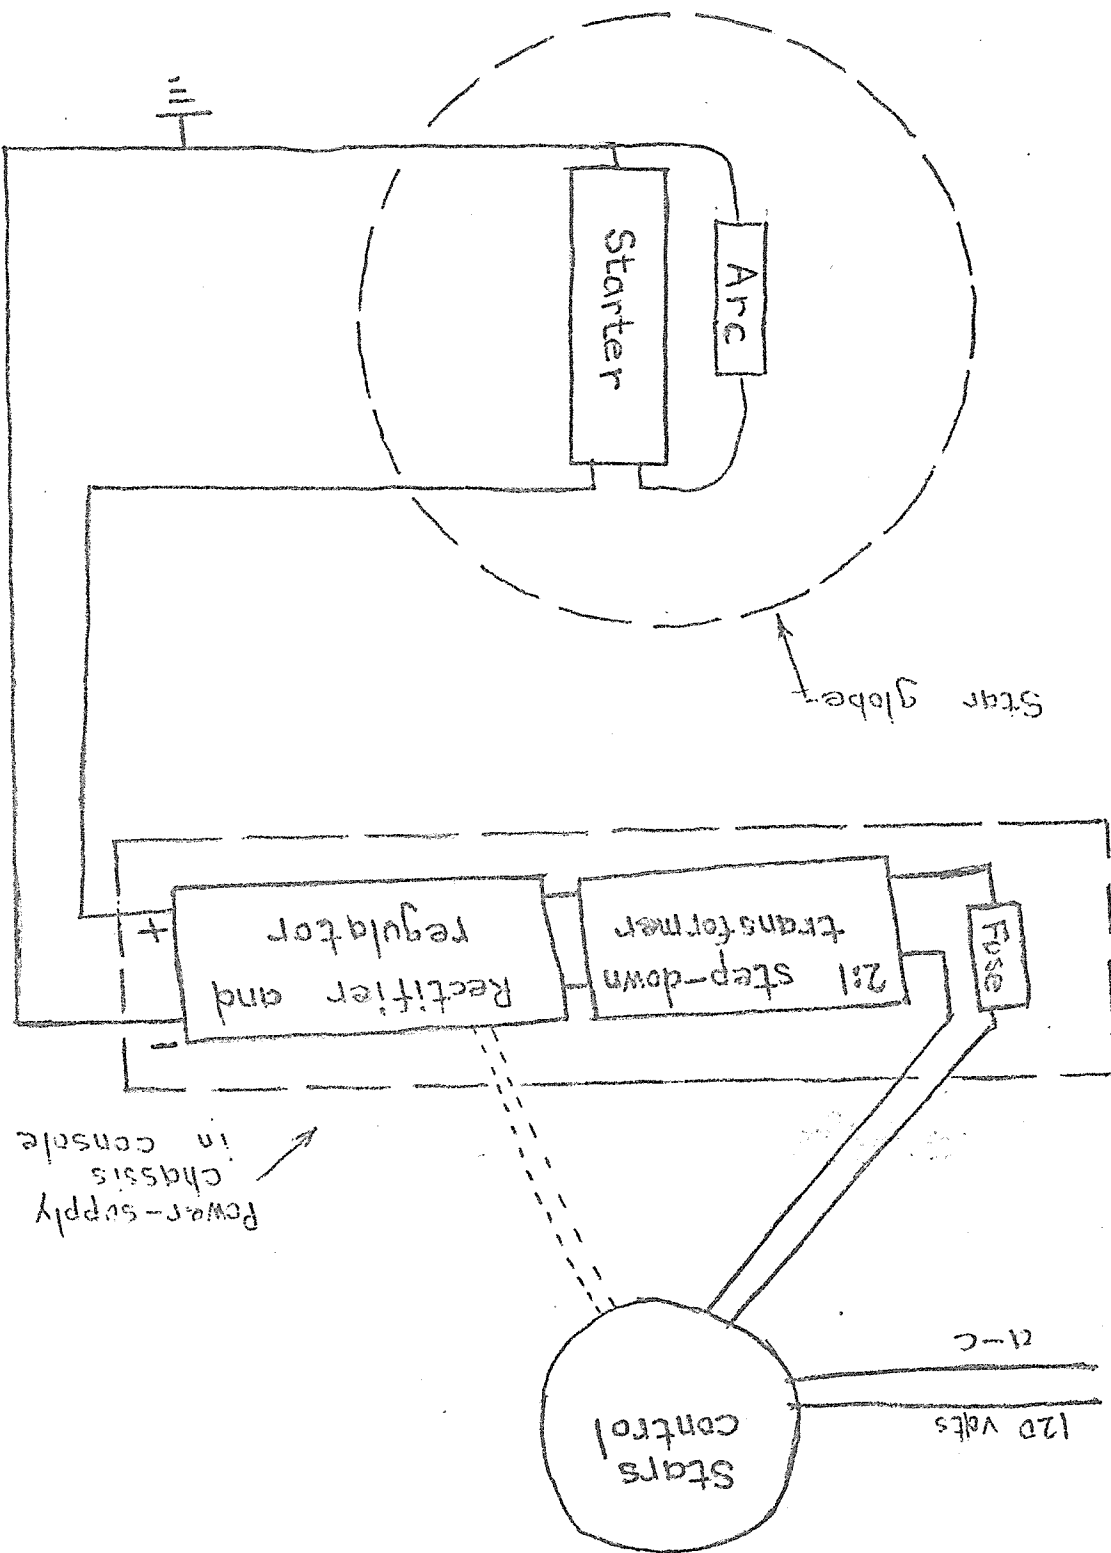 120 volts
a-c
Stars
control
Power-supply
chassis
in console
Fuse
2:1 step-down
transformer
Rectifier and
regulator
-
+
Star globe
Arc
Starter